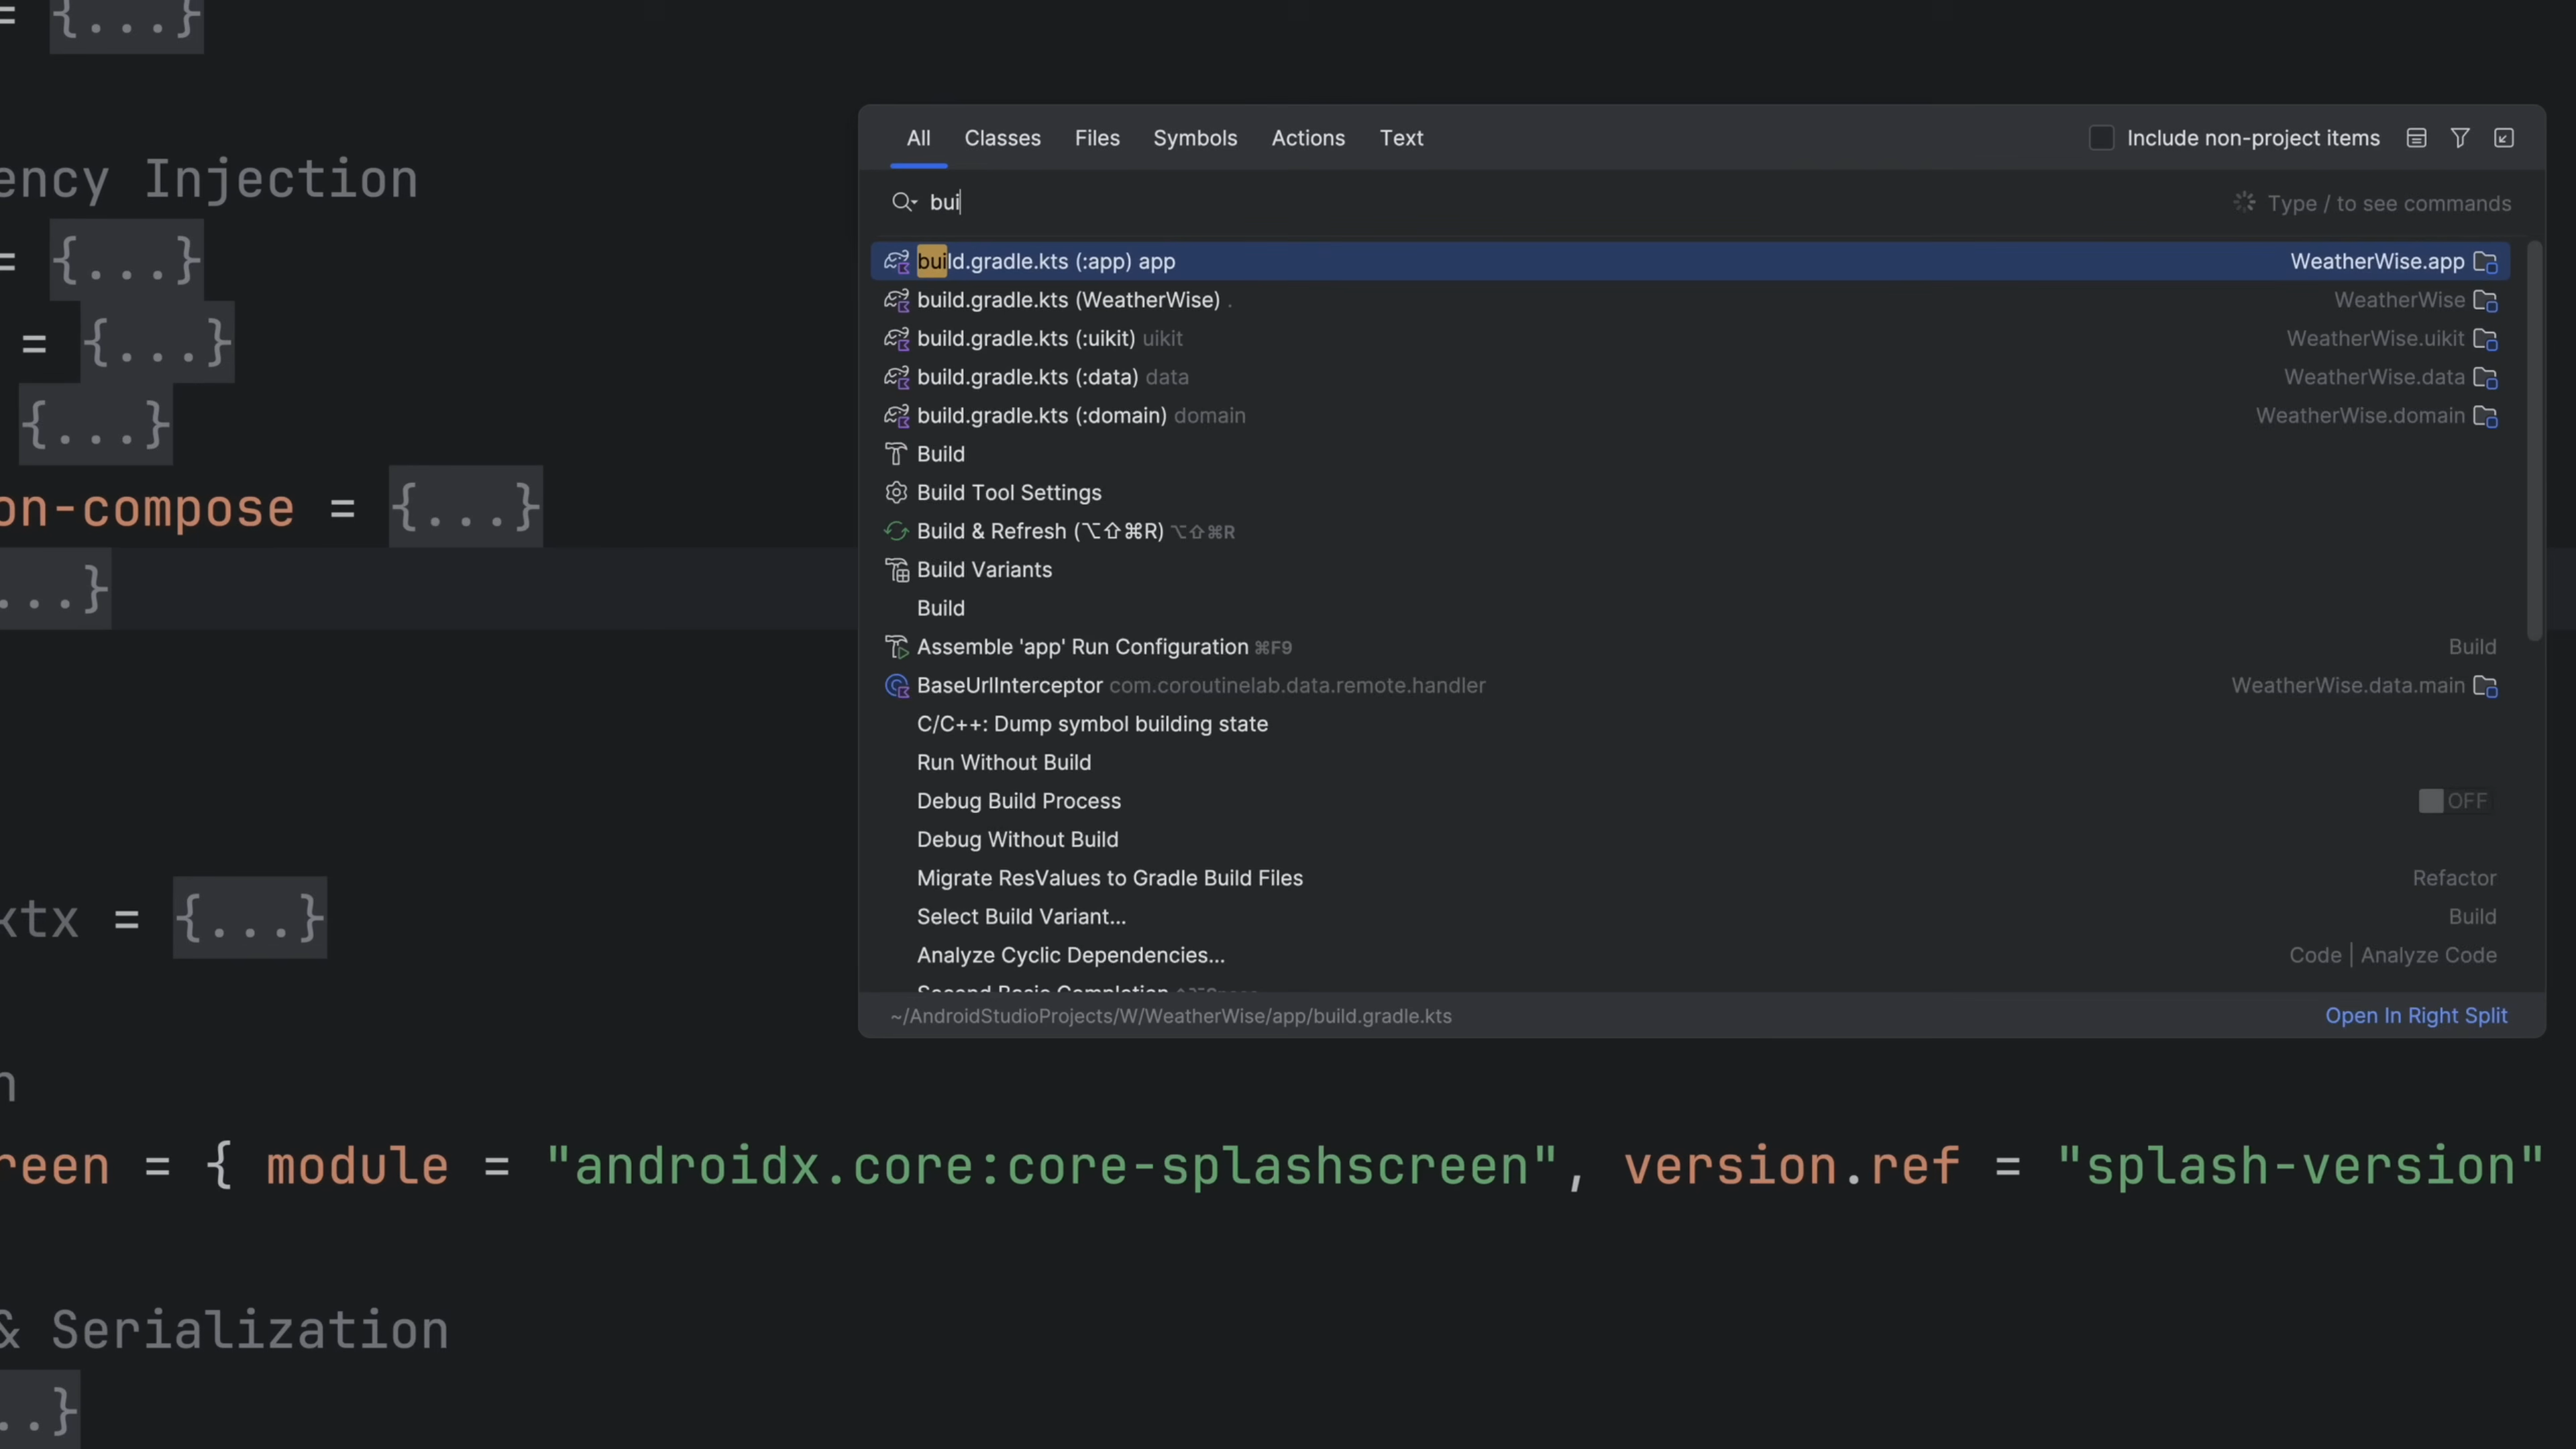 = {...}
ency Injection
= {...}
= {...}
{...}
on-compose = {...}
...}
xtx = {...}
n
reen = { module = "androidx.core:core-splashscreen", version.ref = "splash-version"
& Serialization
..}
All Classes Files Symbols Actions Text Include non-project items
bui Type / to see commands
build.gradle.kts (:app) app WeatherWise.app
build.gradle.kts (WeatherWise) . WeatherWise
build.gradle.kts (:uikit) uikit WeatherWise.uikit
build.gradle.kts (:data) data WeatherWise.data
build.gradle.kts (:domain) domain WeatherWise.domain
Build
Build Tool Settings
Build & Refresh (⌥⇧⌘R) ⌥⇧⌘R
Build Variants
Build
Assemble 'app' Run Configuration ⌘F9 Build
BaseUrlInterceptor com.coroutinelab.data.remote.handler WeatherWise.data.main
C/C++: Dump symbol building state
Run Without Build
Debug Build Process OFF
Debug Without Build
Migrate ResValues to Gradle Build Files Refactor
Select Build Variant... Build
Analyze Cyclic Dependencies... Code | Analyze Code
Second Basic Completion
~/AndroidStudioProjects/W/WeatherWise/app/build.gradle.kts Open In Right Split